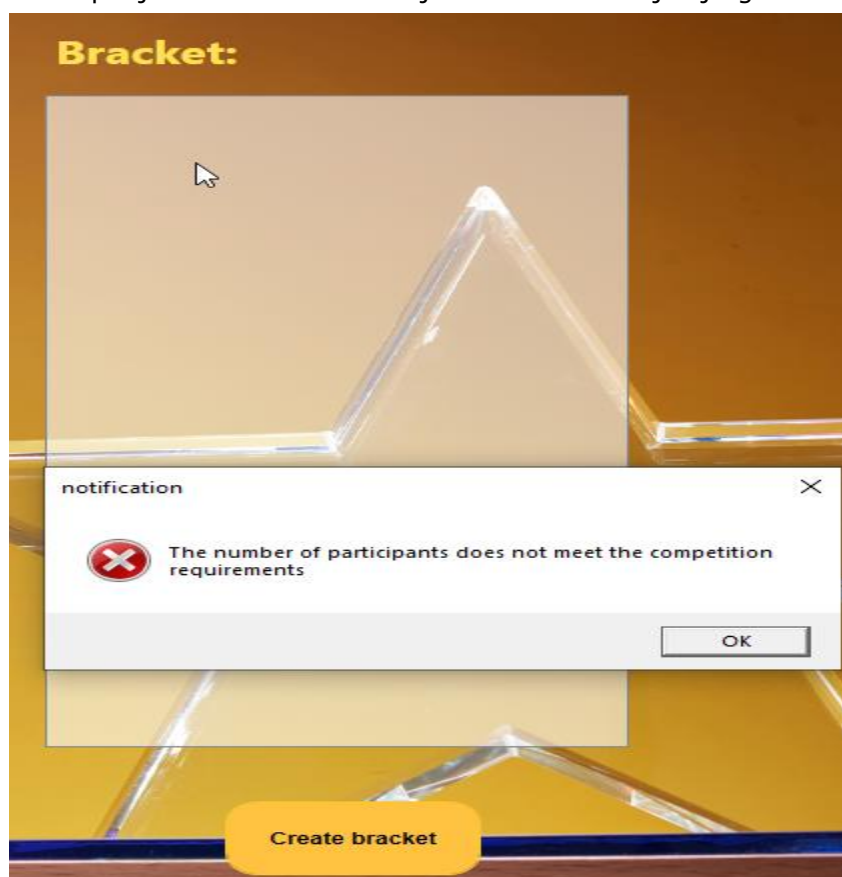 Bracket:
notification
The number of participants does not meet the competition
requirements
OK
Create bracket